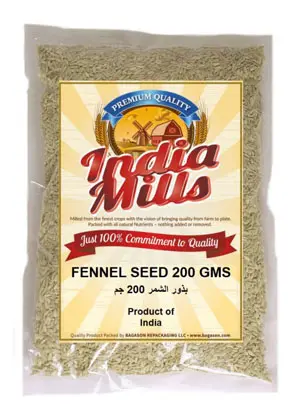 PREMIUM QUALITY
India
Mills
Milled from the finest crops with the vision of bringing quality from farm to plate.
Packed with all natural Nutrients – nothing added or removed.
Just 100% Commitment to Quality
FENNEL SEED 200 GMS
بذور الشمر 200 جم
Product of
India
Quality Product Packed by BAGASON REPACKAGING LLC • www.bagason.com